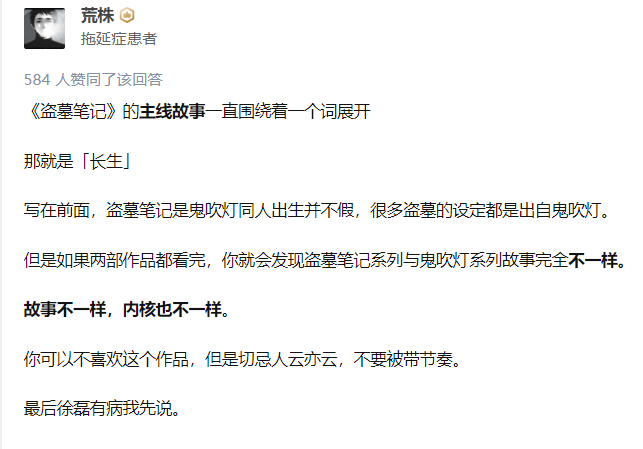 荒株
拖延症患者
584 人赞同了该回答
《盗墓笔记》的主线故事一直围绕着一个词展开
那就是「长生」
写在前面，盗墓笔记是鬼吹灯同人出生并不假，很多盗墓的设定都是出自鬼吹灯。
但是如果两部作品都看完，你就会发现盗墓笔记系列与鬼吹灯系列故事完全不一样。
故事不一样，内核也不一样。
你可以不喜欢这个作品，但是切忌人云亦云，不要被带节奏。
最后徐磊有病我先说。